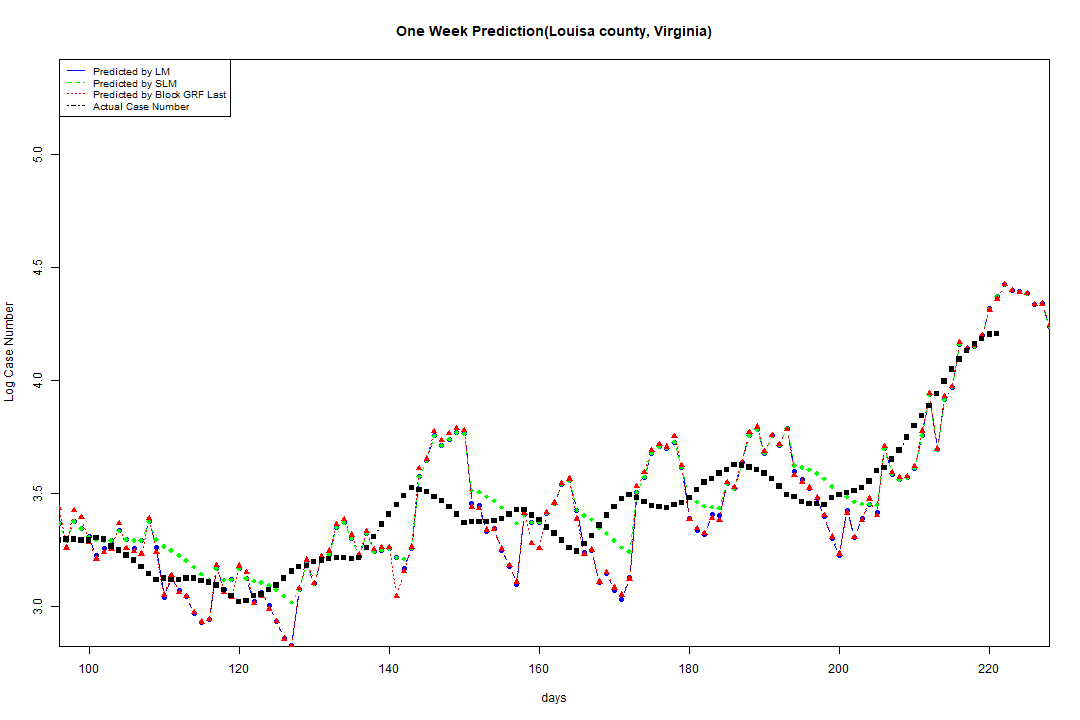 One Week Prediction(Louisa county, Virginia)
Predicted by LM
Predicted by SLM
Predicted by Block GRF Last
Actual Case Number
5.0
4.5
4.0
3.5
3.0
Log Case Number
100 120 140 160 180 200 220
days